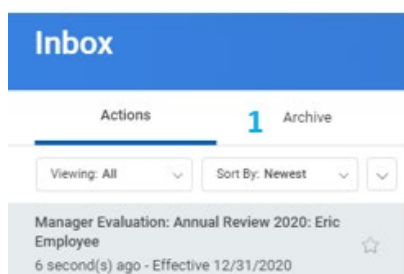 Inbox
Actions 1 Archive
Viewing: All Sort By: Newest
Manager Evaluation: Annual Review 2020: Eric
Employee
6 second(s) ago - Effective 12/31/2020